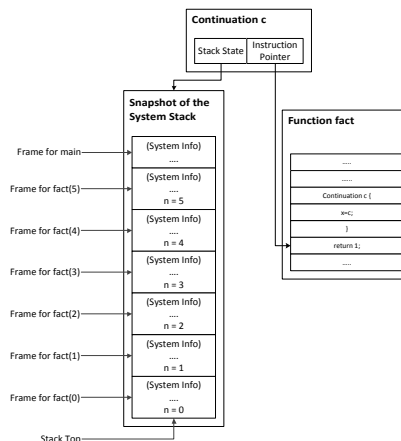 Continuation c
Stack State
Instruction
Pointer
Snapshot of the
System Stack
Function fact
Frame for main
(System Info)
....
Frame for fact(5)
(System Info)
....
n = 5
Frame for fact(4)
(System Info)
....
n = 4
Frame for fact(3)
(System Info)
....
n = 3
Frame for fact(2)
(System Info)
....
n = 2
Frame for fact(1)
(System Info)
....
n = 1
Frame for fact(0)
(System Info)
....
n = 0
Stack Top
.....
.....
Continuation c {
x=c;
}
return 1;
.....